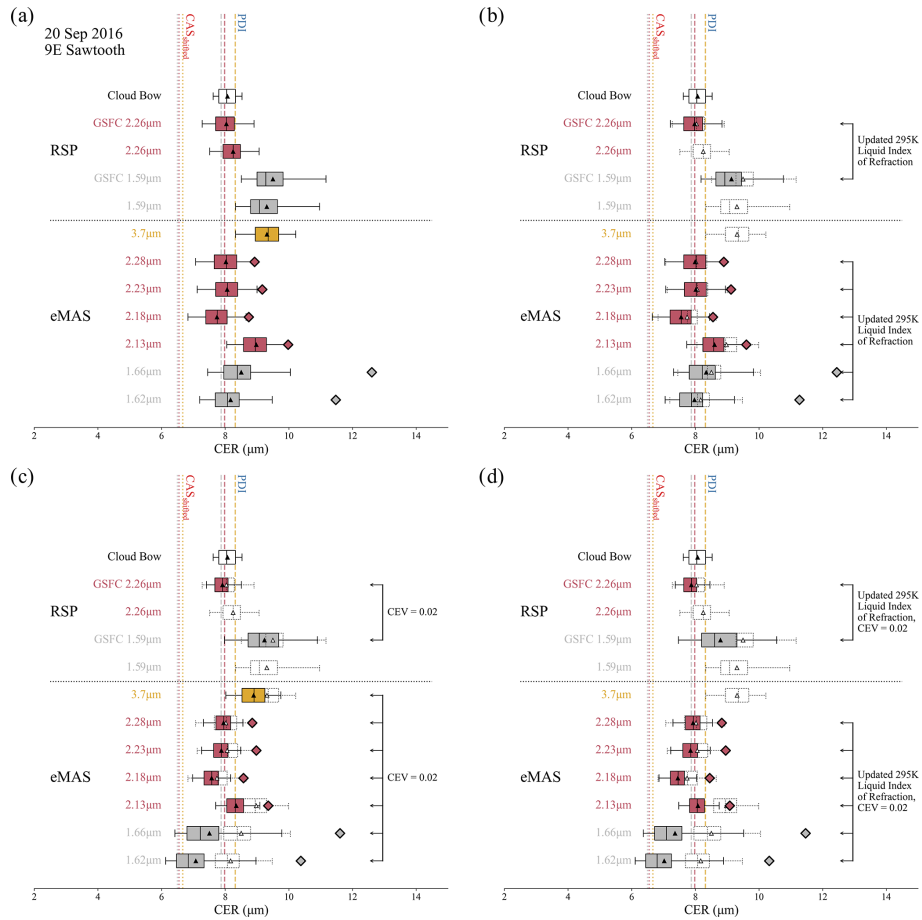 (a)
20 Sep 2016
9E Sawtooth
CAS shifted
PDI
Cloud Bow
GSFC 2.26μm
RSP
2.26μm
GSFC 1.59μm
1.59μm
3.7μm
2.28μm
2.23μm
eMAS
2.18μm
2.13μm
1.66μm
1.62μm
2 4 6 8 10 12 14
CER (μm)
(b)
CAS shifted
PDI
Cloud Bow
GSFC 2.26μm
RSP
2.26μm
GSFC 1.59μm
1.59μm
Updated 295K
Liquid Index
of Refraction
3.7μm
2.28μm
2.23μm
eMAS
2.18μm
2.13μm
1.66μm
1.62μm
Updated 295K
Liquid Index
of Refraction
2 4 6 8 10 12 14
CER (μm)
(c)
CAS shifted
PDI
Cloud Bow
GSFC 2.26μm
RSP
2.26μm
GSFC 1.59μm
1.59μm
CEV = 0.02
3.7μm
2.28μm
2.23μm
eMAS
2.18μm
2.13μm
1.66μm
1.62μm
CEV = 0.02
2 4 6 8 10 12 14
CER (μm)
(d)
CAS shifted
PDI
Cloud Bow
GSFC 2.26μm
RSP
2.26μm
GSFC 1.59μm
1.59μm
Updated 295K
Liquid Index
of Refraction,
CEV = 0.02
3.7μm
2.28μm
2.23μm
eMAS
2.18μm
2.13μm
1.66μm
1.62μm
Updated 295K
Liquid Index
of Refraction,
CEV = 0.02
2 4 6 8 10 12 14
CER (μm)